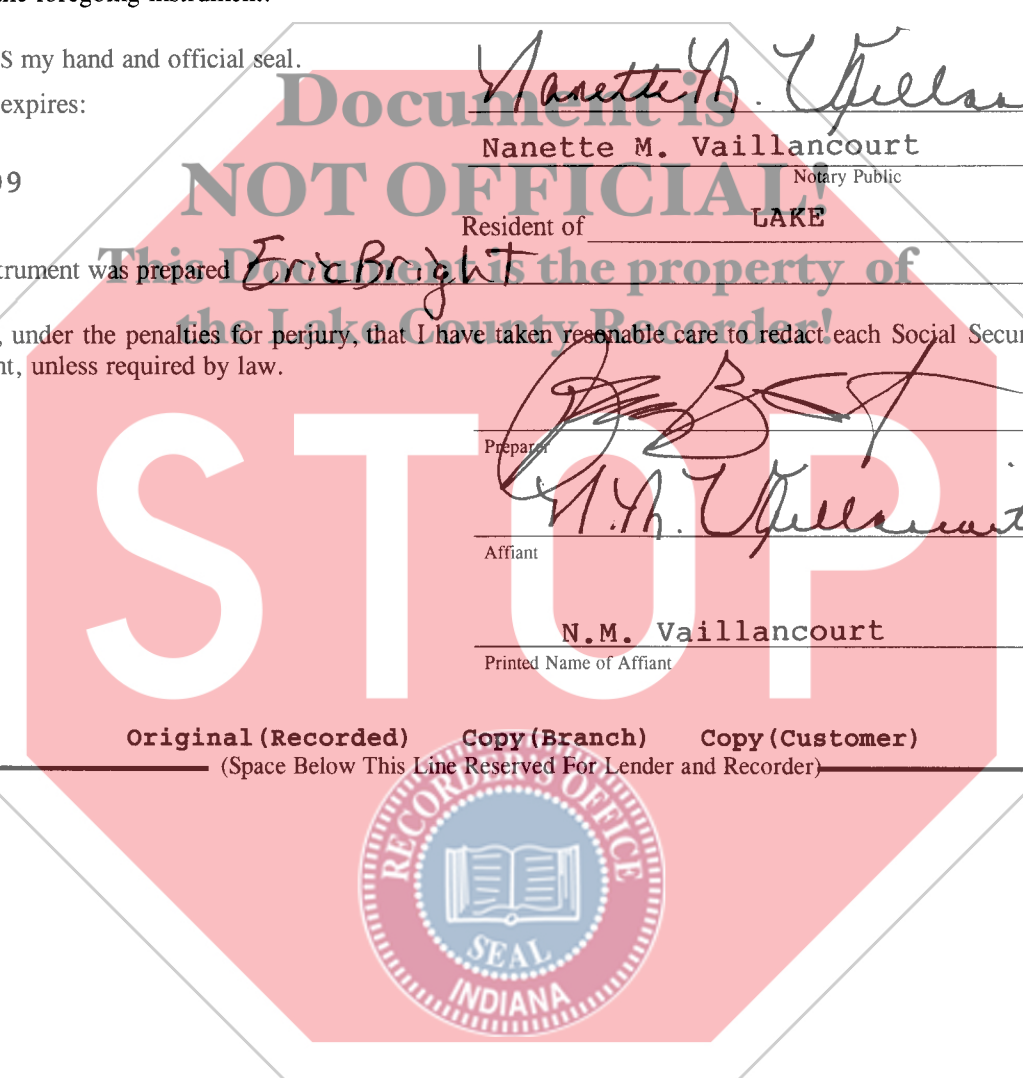 the foregoing instrument.
S my hand and official seal.
expires:
Nanette M. Vaillancourt
Nanette M. Vaillancourt
Notary Public
09
Resident of LAKE
trument was prepared Eric Bright
, under the penalties for perjury, that I have taken resonable care to redact each Social Secur
nt, unless required by law.
Preparer
N.M. Vaillancourt
Affiant
N.M. Vaillancourt
Printed Name of Affiant
Original(Recorded) Copy(Branch) Copy(Customer)
(Space Below This Line Reserved For Lender and Recorder)
Document is
NOT OFFICIAL!
This Document is the property of
the Lake County Recorder!
STOP
RECORDER'S OFFICE
SEAL
INDIANA